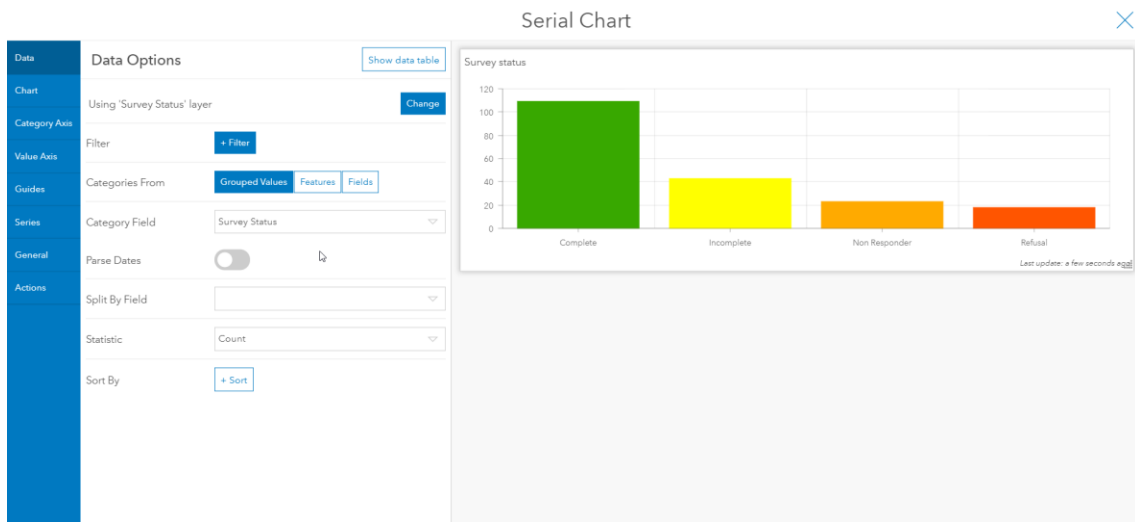 Serial Chart
Data
Chart
Category Axis
Value Axis
Guides
Series
General
Actions
Data Options
Show data table
Using 'Survey Status' layer
Change
Filter
+ Filter
Categories From
Grouped Values
Features
Fields
Category Field
Survey Status
Parse Dates
Split By Field
Statistic
Count
Sort By
+ Sort
Survey status
120
100
80
60
40
20
0
Complete
Incomplete
Non Responder
Refusal
Last update: a few seconds ago